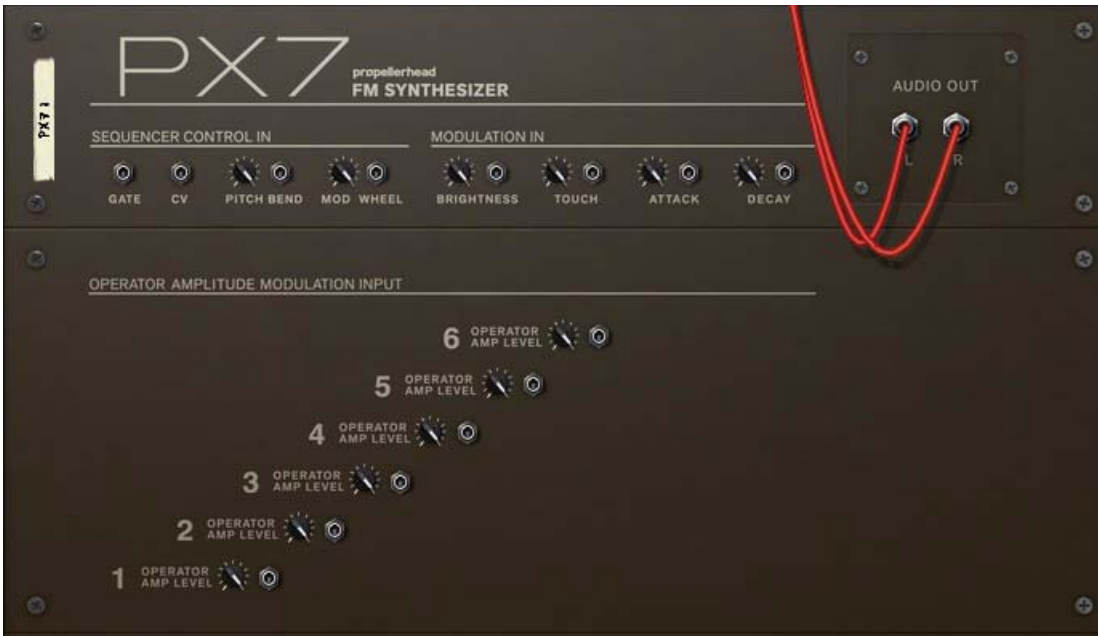 PX7
propellerhead
FM SYNTHESIZER
PX7 1
AUDIO OUT
L R
SEQUENCER CONTROL IN
MODULATION IN
GATE CV PITCH BEND MOD WHEEL BRIGHTNESS TOUCH ATTACK DECAY
OPERATOR AMPLITUDE MODULATION INPUT
6 OPERATOR
AMP LEVEL
5 OPERATOR
AMP LEVEL
4 OPERATOR
AMP LEVEL
3 OPERATOR
AMP LEVEL
2 OPERATOR
AMP LEVEL
1 OPERATOR
AMP LEVEL